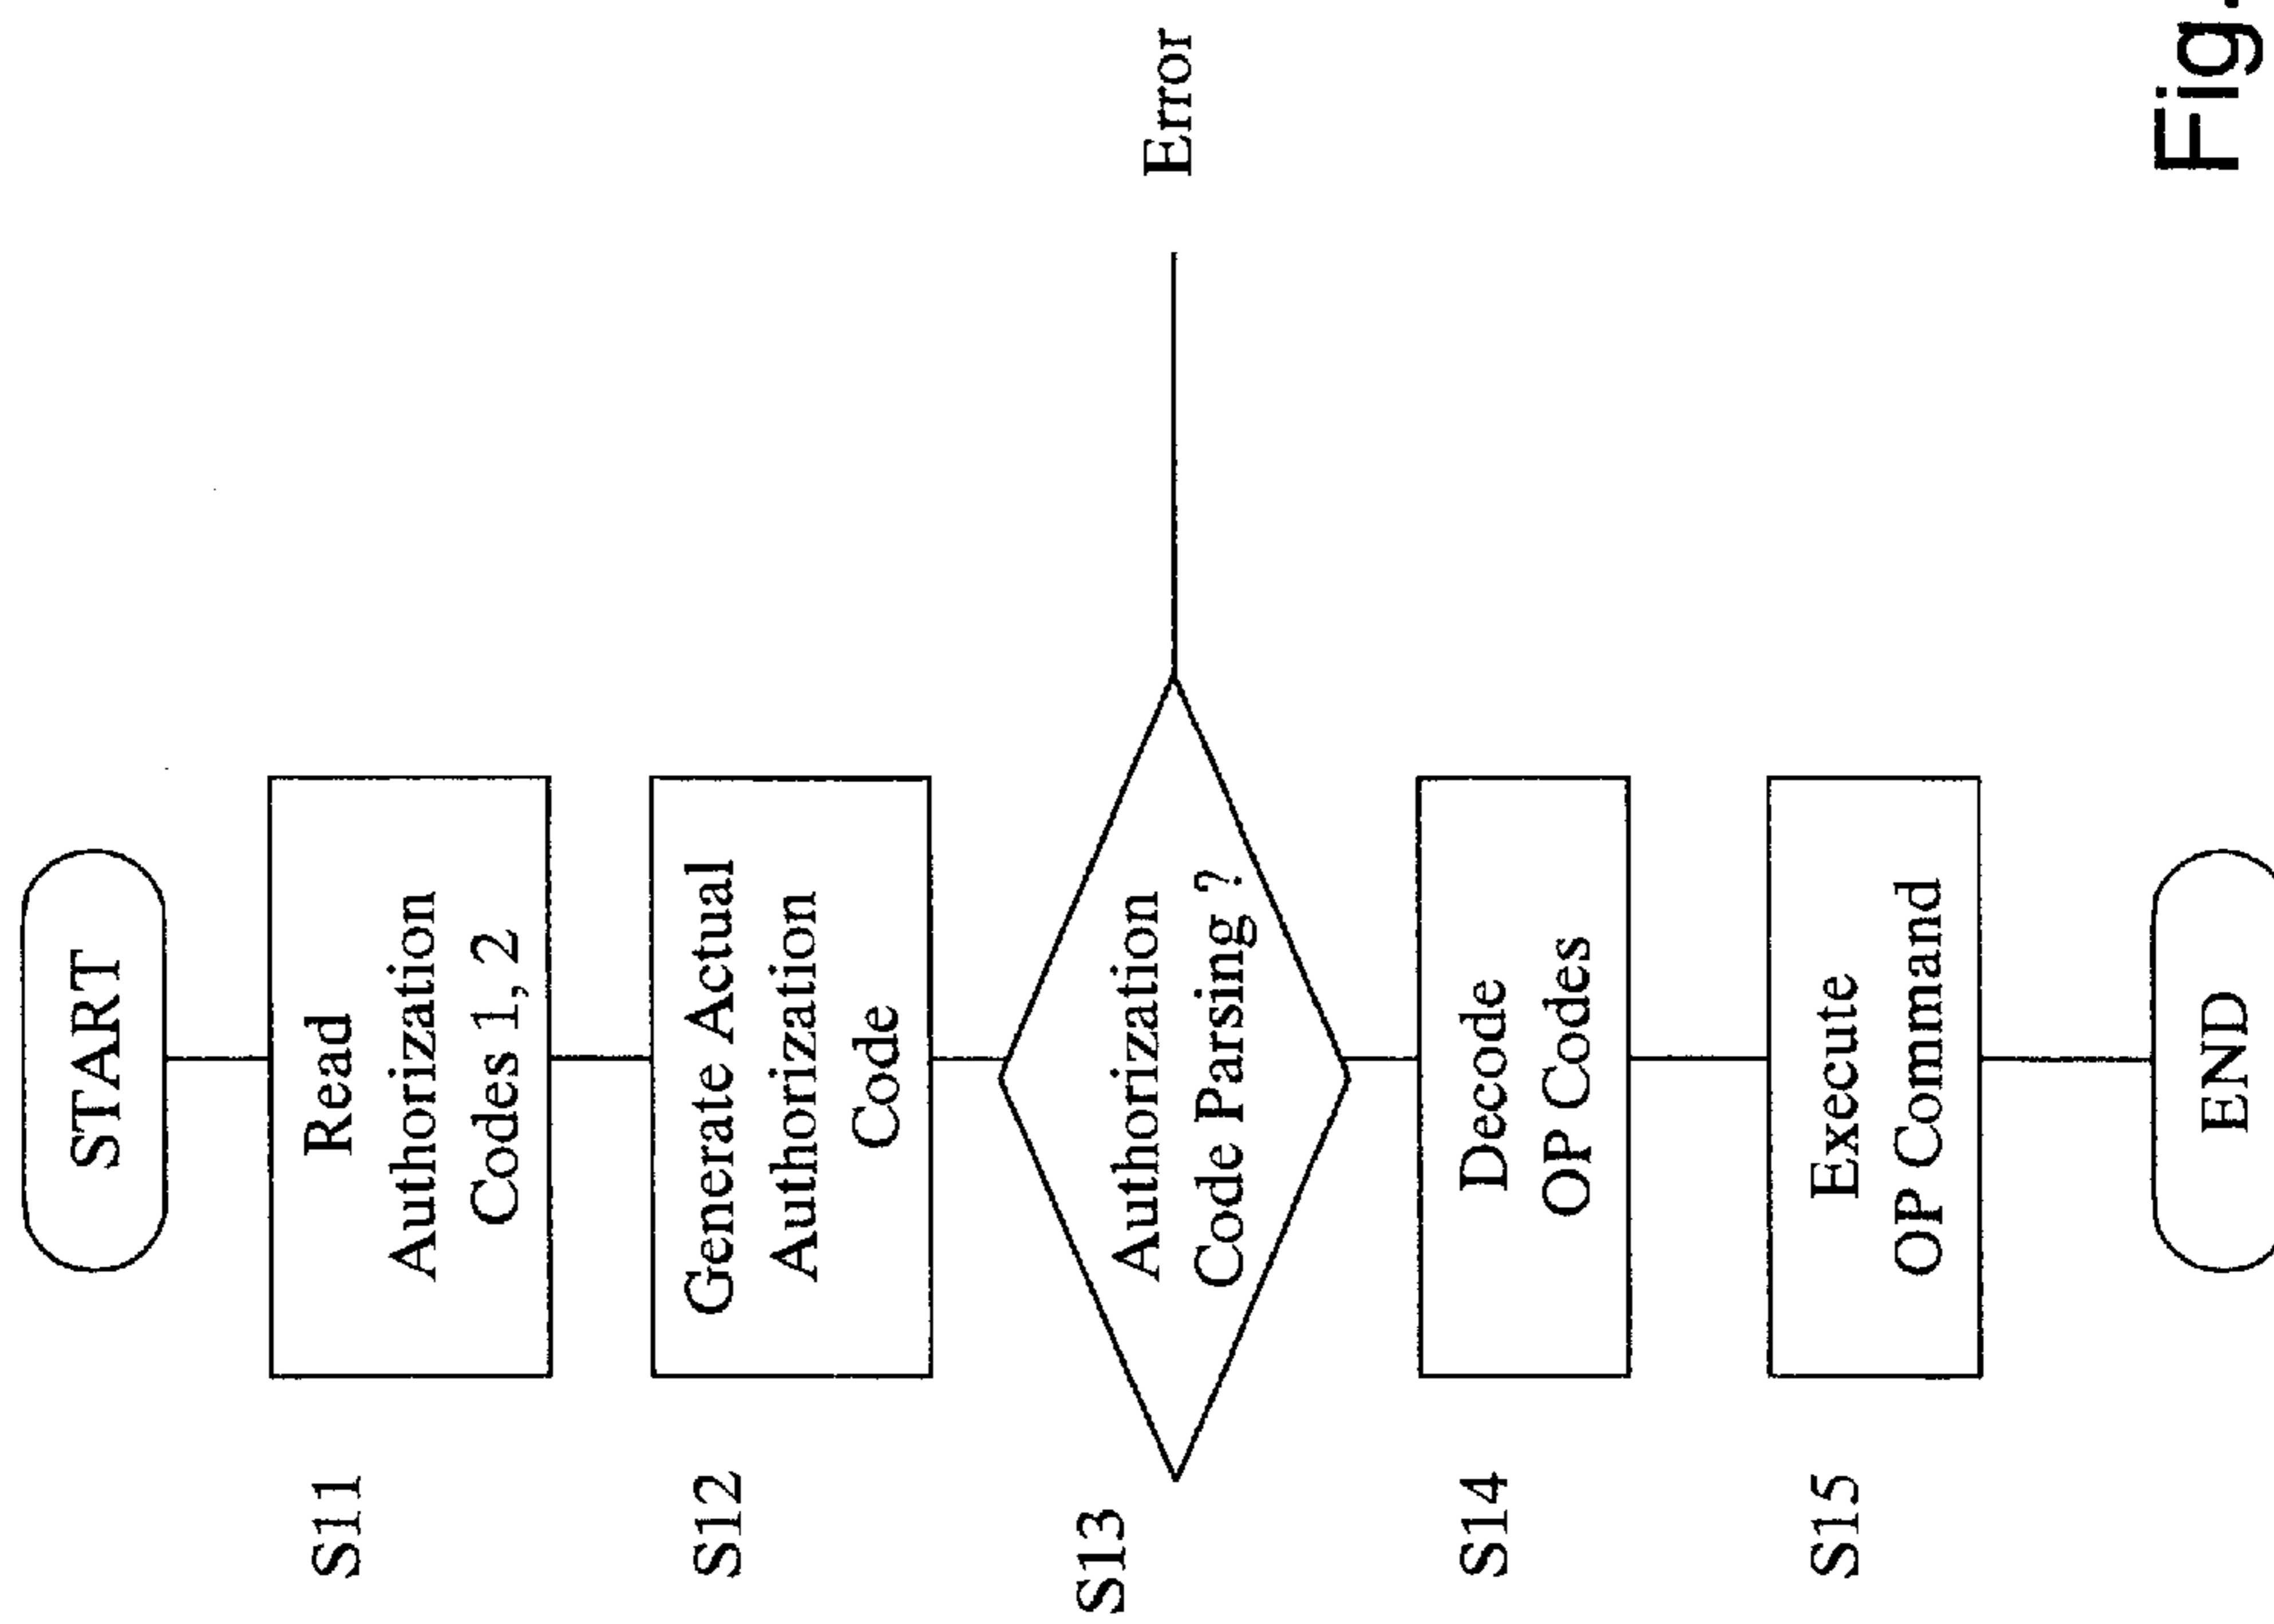 START
S11
Read
Authorization
Codes 1, 2
S12
Generate Actual
Authorization
Code
S13
Authorization
Code Parsing ?
Error
S14
Decode
OP Codes
S15
Execute
OP Command
END
Fig.